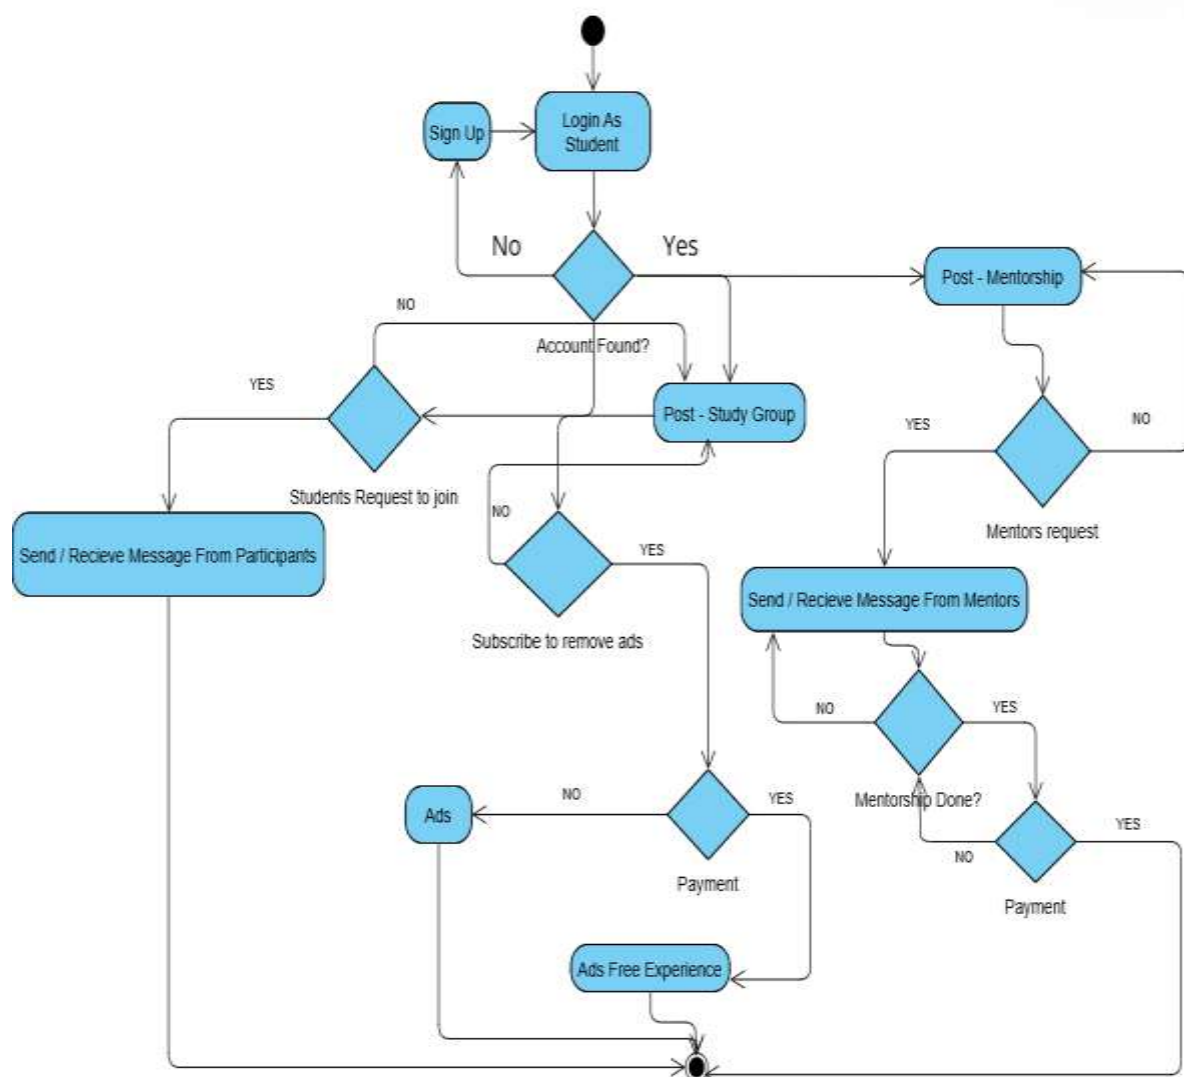 Sign Up
Login As
Student
No
Yes
Post - Mentorship
NO
Account Found?
YES
Post - Study Group
YES
NO
Students Request to join
Mentors request
NO
Send / Recieve Message From Participants
YES
Send / Recieve Message From Mentors
Subscribe to remove ads
NO
YES
Ads
NO
YES
Mentorship Done?
YES
NO
Payment
Payment
Ads Free Experience